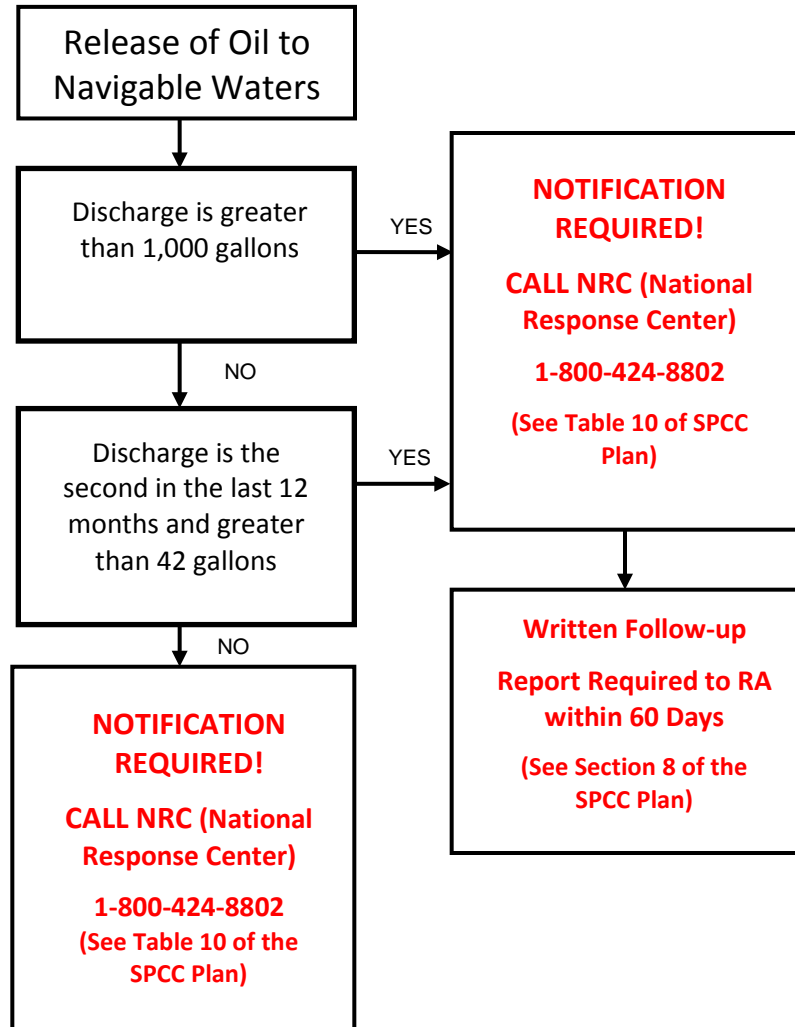 Release of Oil to
Navigable Waters
Discharge is greater
than 1,000 gallons
YES
NO
NOTIFICATION
REQUIRED!
CALL NRC (National
Response Center)
1-800-424-8802
(See Table 10 of SPCC
Plan)
Discharge is the
second in the last 12
months and greater
than 42 gallons
YES
NO
Written Follow-up
Report Required to RA
within 60 Days
(See Section 8 of the
SPCC Plan)
NOTIFICATION
REQUIRED!
CALL NRC (National
Response Center)
1-800-424-8802
(See Table 10 of the
SPCC Plan)